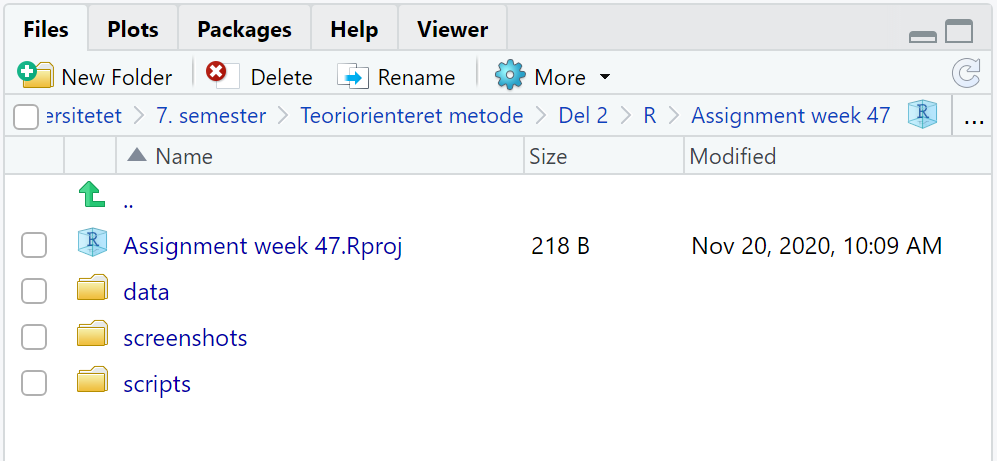 Files Plots Packages Help Viewer
New Folder Delete Rename More
ersitetet 7. semester Teoriorienteret metode Del 2 R Assignment week 47 R ...
Name Size Modified
..
R Assignment week 47.Rproj 218 B Nov 20, 2020, 10:09 AM
data
screenshots
scripts